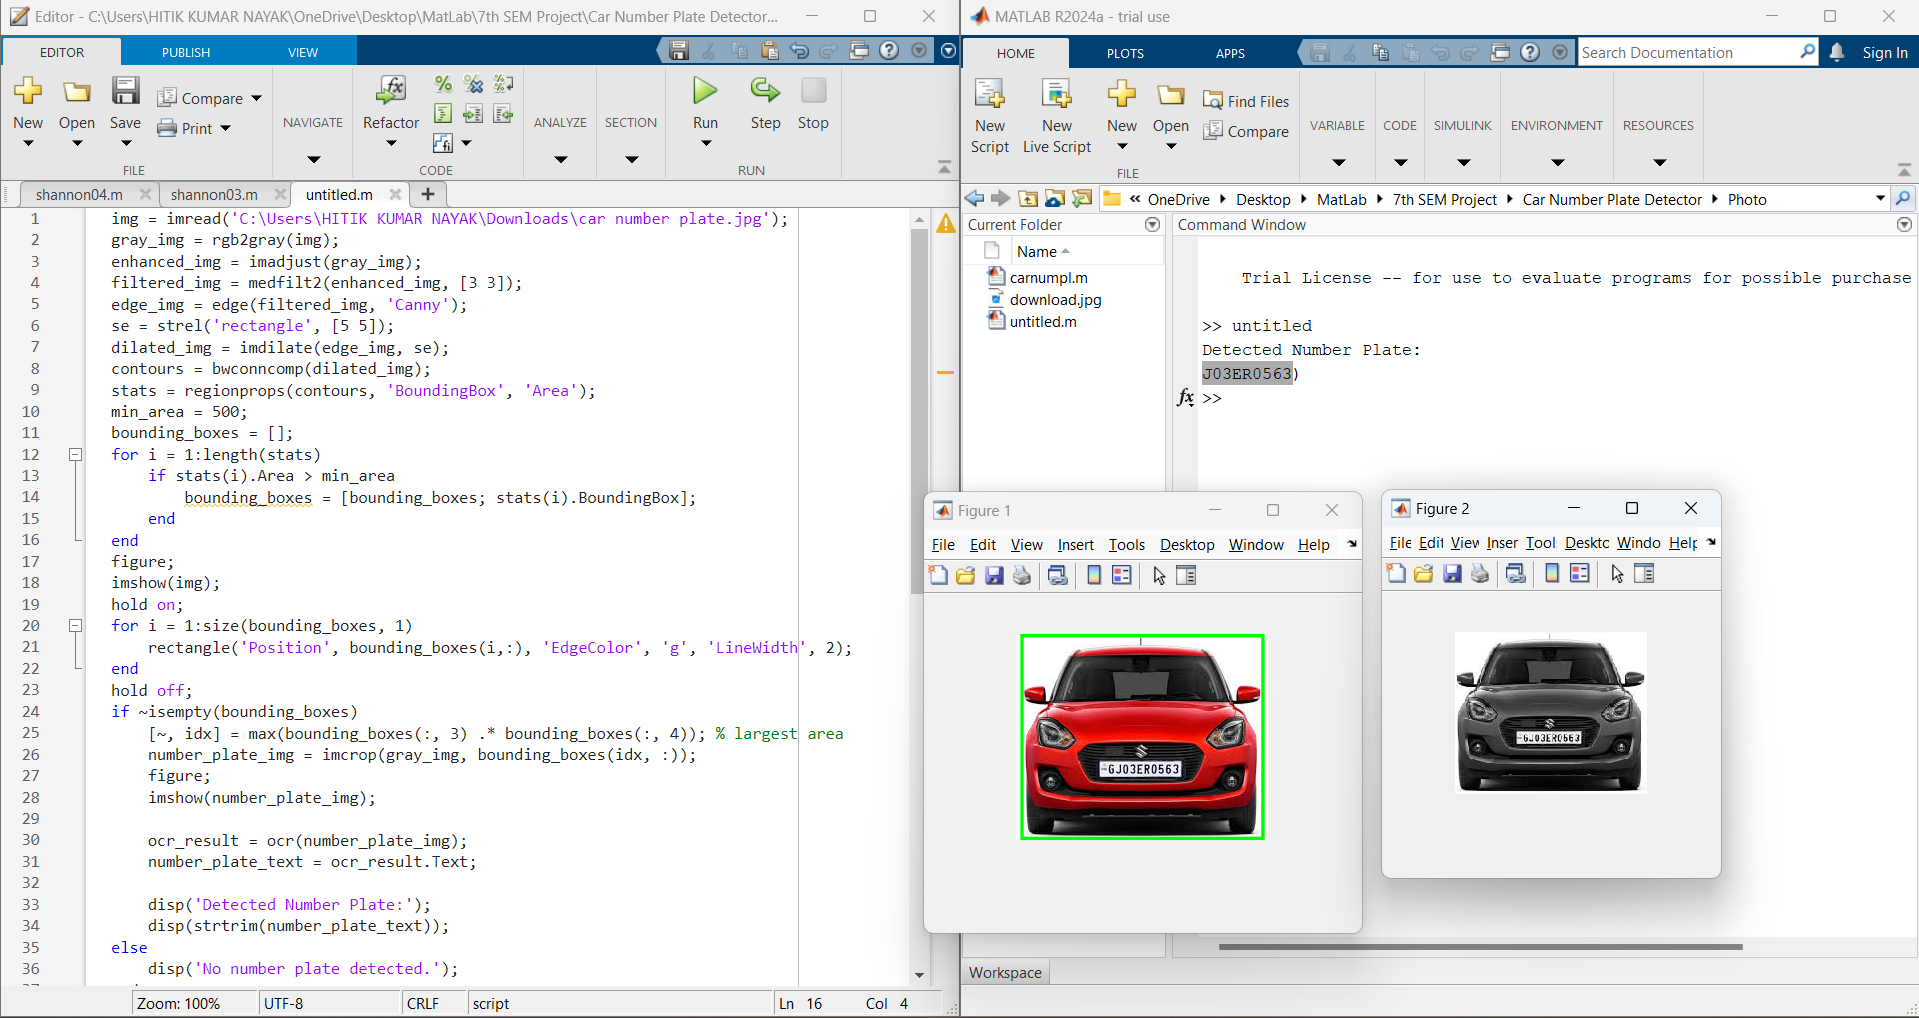 Editor - C:\Users\HITIK KUMAR NAYAK\OneDrive\Desktop\MatLab\7th SEM Project\Car Number Plate Detector...
EDITOR PUBLISH VIEW
New Open Save Compare Print
NAVIGATE Refactor ANALYZE SECTION Run Step Stop
FILE CODE RUN
shannon04.m shannon03.m untitled.m
1 img = imread('C:\Users\HITIK KUMAR NAYAK\Downloads\car number plate.jpg');
2 gray_img = rgb2gray(img);
3 enhanced_img = imadjust(gray_img);
4 filtered_img = medfilt2(enhanced_img, [3 3]);
5 edge_img = edge(filtered_img, 'Canny');
6 se = strel('rectangle', [5 5]);
7 dilated_img = imdilate(edge_img, se);
8 contours = bwconncomp(dilated_img);
9 stats = regionprops(contours, 'BoundingBox', 'Area');
10 min_area = 500;
11 bounding_boxes = [];
12 for i = 1:length(stats)
13 if stats(i).Area > min_area
14 bounding_boxes = [bounding_boxes; stats(i).BoundingBox];
15 end
16 end
17 figure;
18 imshow(img);
19 hold on;
20 for i = 1:size(bounding_boxes, 1)
21 rectangle('Position', bounding_boxes(i,:), 'EdgeColor', 'g', 'LineWidth', 2);
22 end
23 hold off;
24 if ~isempty(bounding_boxes)
25 [~, idx] = max(bounding_boxes(:, 3) .* bounding_boxes(:, 4)); % largest area
26 number_plate_img = imcrop(gray_img, bounding_boxes(idx, :));
27 figure;
28 imshow(number_plate_img);
29
30 ocr_result = ocr(number_plate_img);
31 number_plate_text = ocr_result.Text;
32
33 disp('Detected Number Plate:');
34 disp(strtrim(number_plate_text));
35 else
36 disp('No number plate detected.');
Zoom: 100% UTF-8 CRLF script Ln 16 Col 4
MATLAB R2024a - trial use
HOME PLOTS APPS Search Documentation Sign In
New Script New Live Script New Open Find Files Compare
VARIABLE CODE SIMULINK ENVIRONMENT RESOURCES
FILE
« OneDrive Desktop MatLab 7th SEM Project Car Number Plate Detector Photo
Current Folder
Name
carnumpl.m
download.jpg
untitled.m
Command Window
Trial License -- for use to evaluate programs for possible purchase
>> untitled
Detected Number Plate:
J03ER0563)
fx >>
Figure 1
File Edit View Insert Tools Desktop Window Help
GJ03ER0563
Figure 2
File Edit View Inser Tool Deskto Windo Help
GJ03ER0563
Workspace